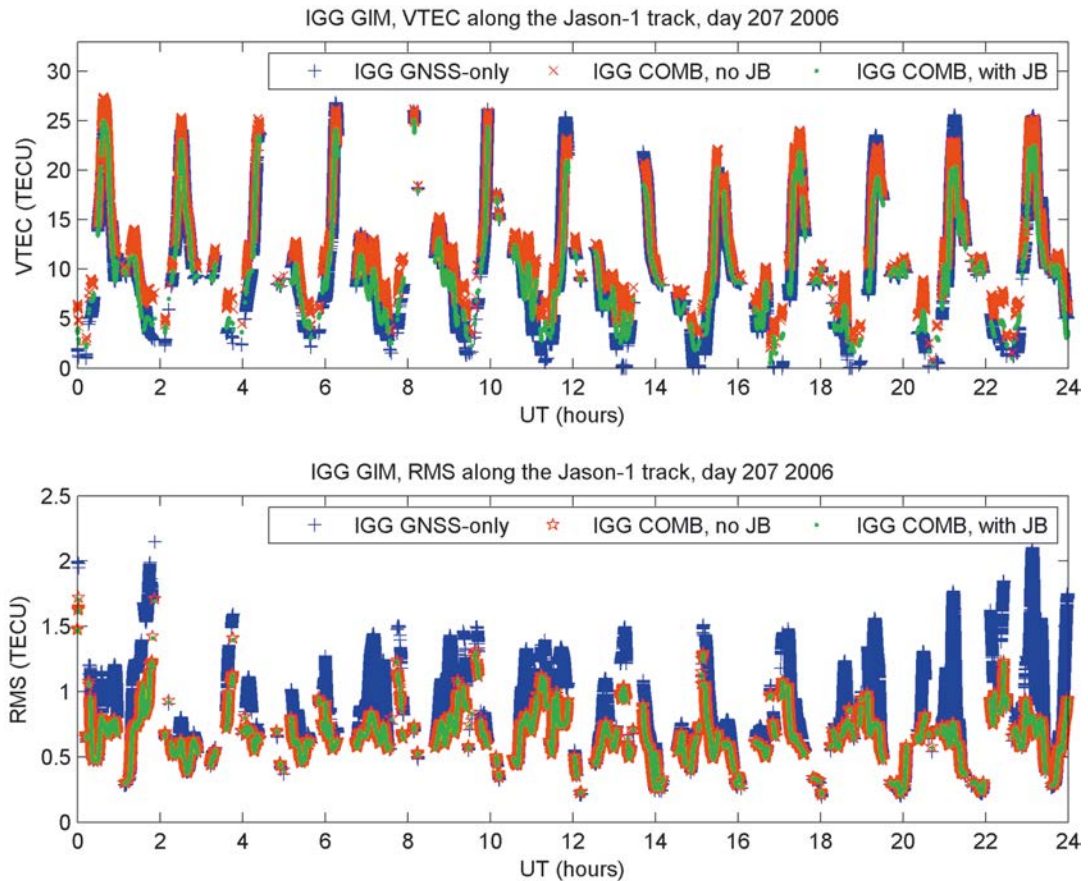 IGG GIM, VTEC along the Jason-1 track, day 207 2006
IGG GNSS-only IGG COMB, no JB IGG COMB, with JB
VTEC (TECU)
30
25
20
15
10
5
0
0 2 4 6 8 10 12 14 16 18 20 22 24
UT (hours)
IGG GIM, RMS along the Jason-1 track, day 207 2006
IGG GNSS-only IGG COMB, no JB IGG COMB, with JB
RMS (TECU)
2.5
2
1.5
1
0.5
0
0 2 4 6 8 10 12 14 16 18 20 22 24
UT (hours)